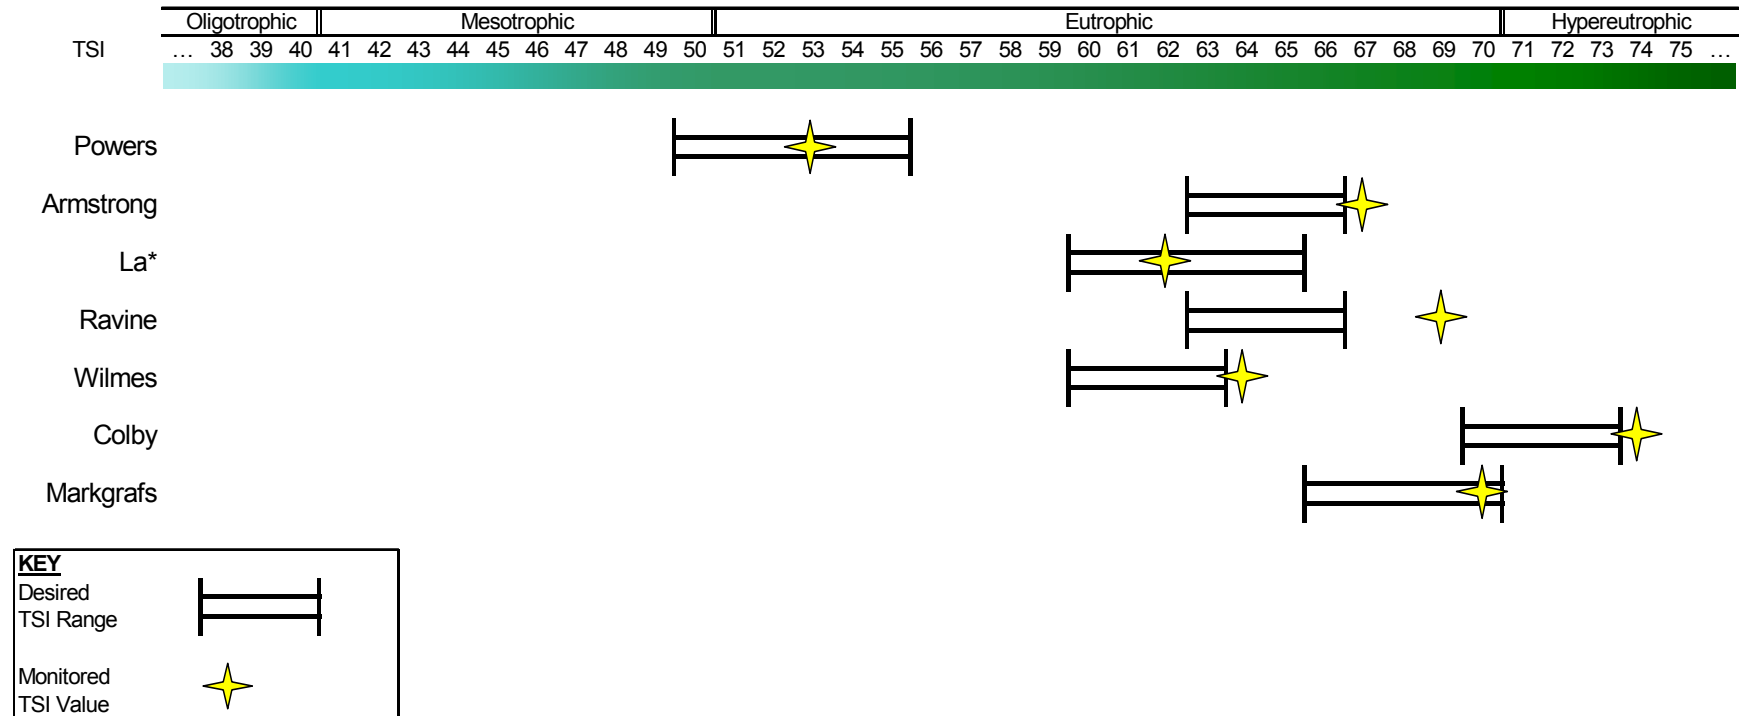 Oligotrophic Mesotrophic Eutrophic Hypereutrophic
TSI ... 38 39 40 41 42 43 44 45 46 47 48 49 50 51 52 53 54 55 56 57 58 59 60 61 62 63 64 65 66 67 68 69 70 71 72 73 74 75 ...
Powers
Armstrong
La*
Ravine
Wilmes
Colby
Markgrafs
KEY
Desired
TSI Range
Monitored
TSI Value